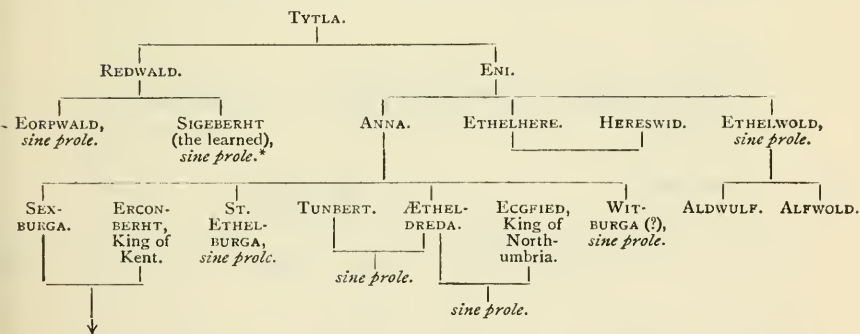 TYTLA.
REDWALD. ENI.
EORPWALD, SIGEBERHT ANNA. ETHELHERE. HERESWID. ETHELWOLD,
sine prole. (the learned), sine prole.
sine prole.*
SEX- ERCON- ST. TUNBERT. ÆTHEL- ECGFIED, WIT- ALDWULF. ALFWOLD.
BURGA. BERHT, ETHEL- DREDA. King of BURGA (?),
King of BURGA, North- sine prole.
Kent. sine prole. umbria.
sine prole.
sine prole.